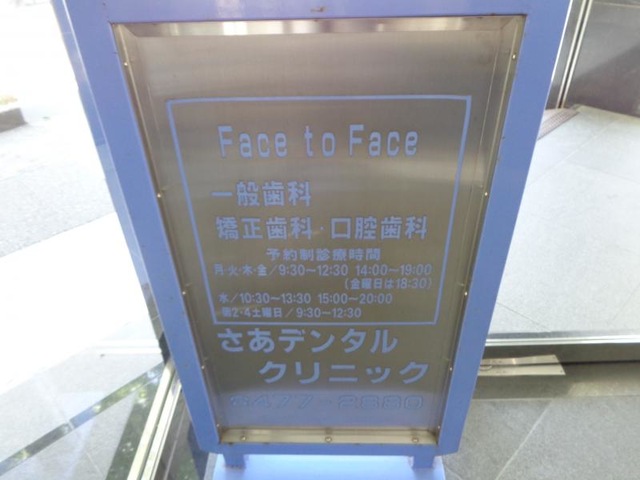 Face to Face
一般歯科
矯正歯科・口腔歯科
予約制診療時間
月・火・木・金/9:30~12:30 14:00~19:00
(金曜日は18:30)
水/10:30~13:30 15:00~20:00
第2・4土曜日/9:30~12:30
さあデンタル
クリニック